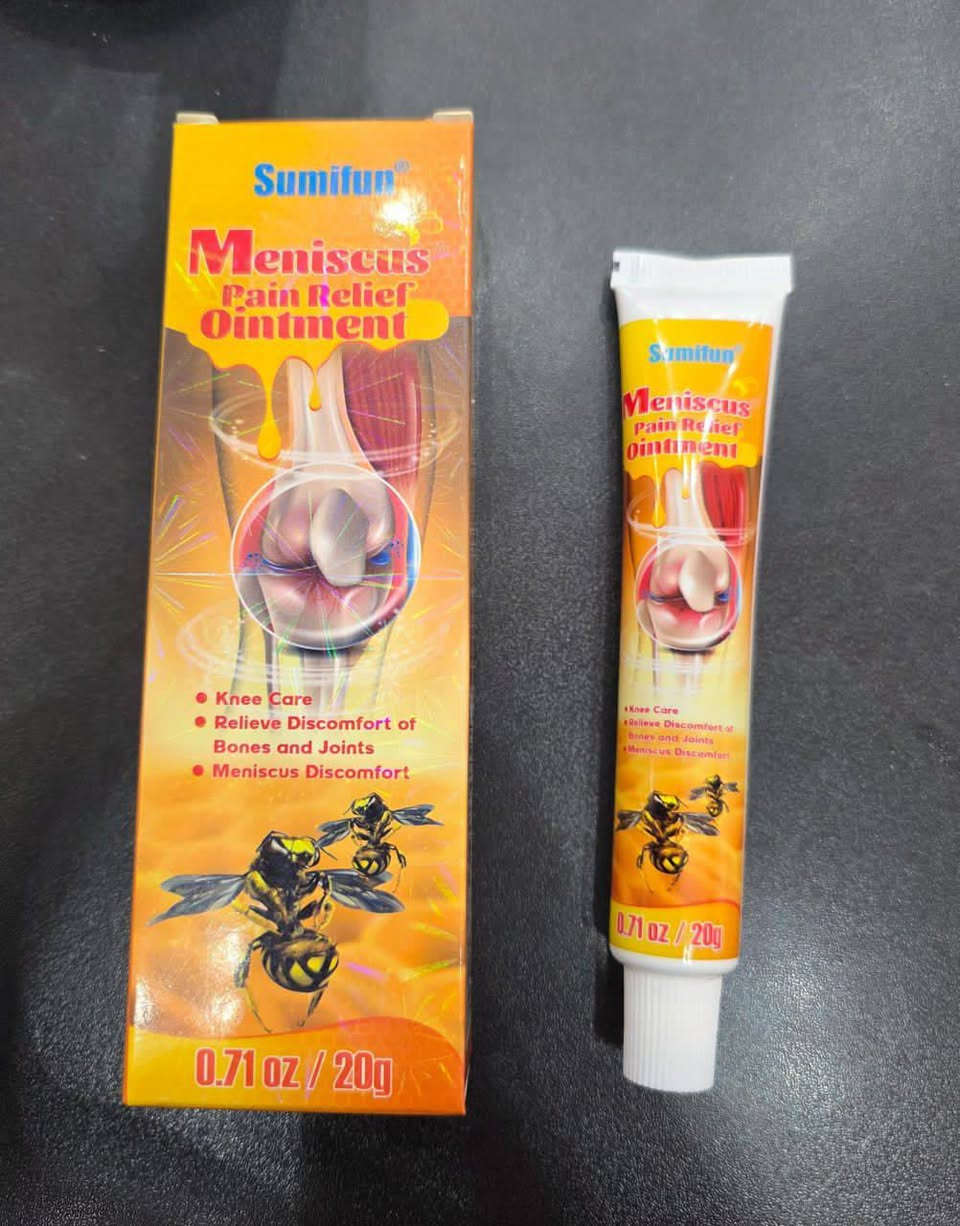 Sumifun®
Meniscus
Pain Relief
Ointment
• Knee Care
• Relieve Discomfort of
Bones and Joints
• Meniscus Discomfort
0.71 oz / 20g
Sumifun®
Meniscus
Pain Relief
Ointment
• Knee Care
• Relieve Discomfort of
Bones and Joints
• Meniscus Discomfort
0.71 oz / 20g